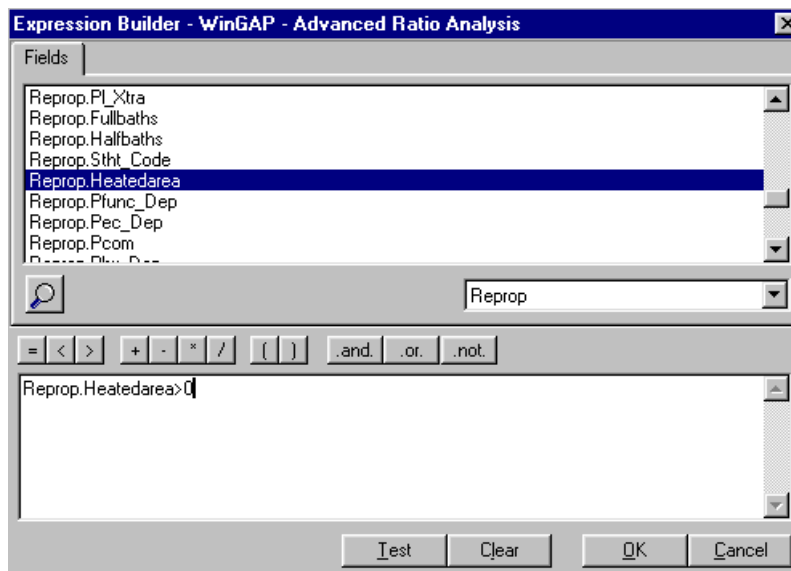 Expression Builder - WinGAP - Advanced Ratio Analysis
Fields
Reprop.Pl_Xtra
Reprop.Fullbaths
Reprop.Halfbaths
Reprop.Stht_Code
Reprop.Heatedarea
Reprop.Pfunc_Dep
Reprop.Pec_Dep
Reprop.Pcom
Reprop
= < > + - * / ( ) .and. .or. .not.
Reprop.Heatedarea>0
Test Clear OK Cancel